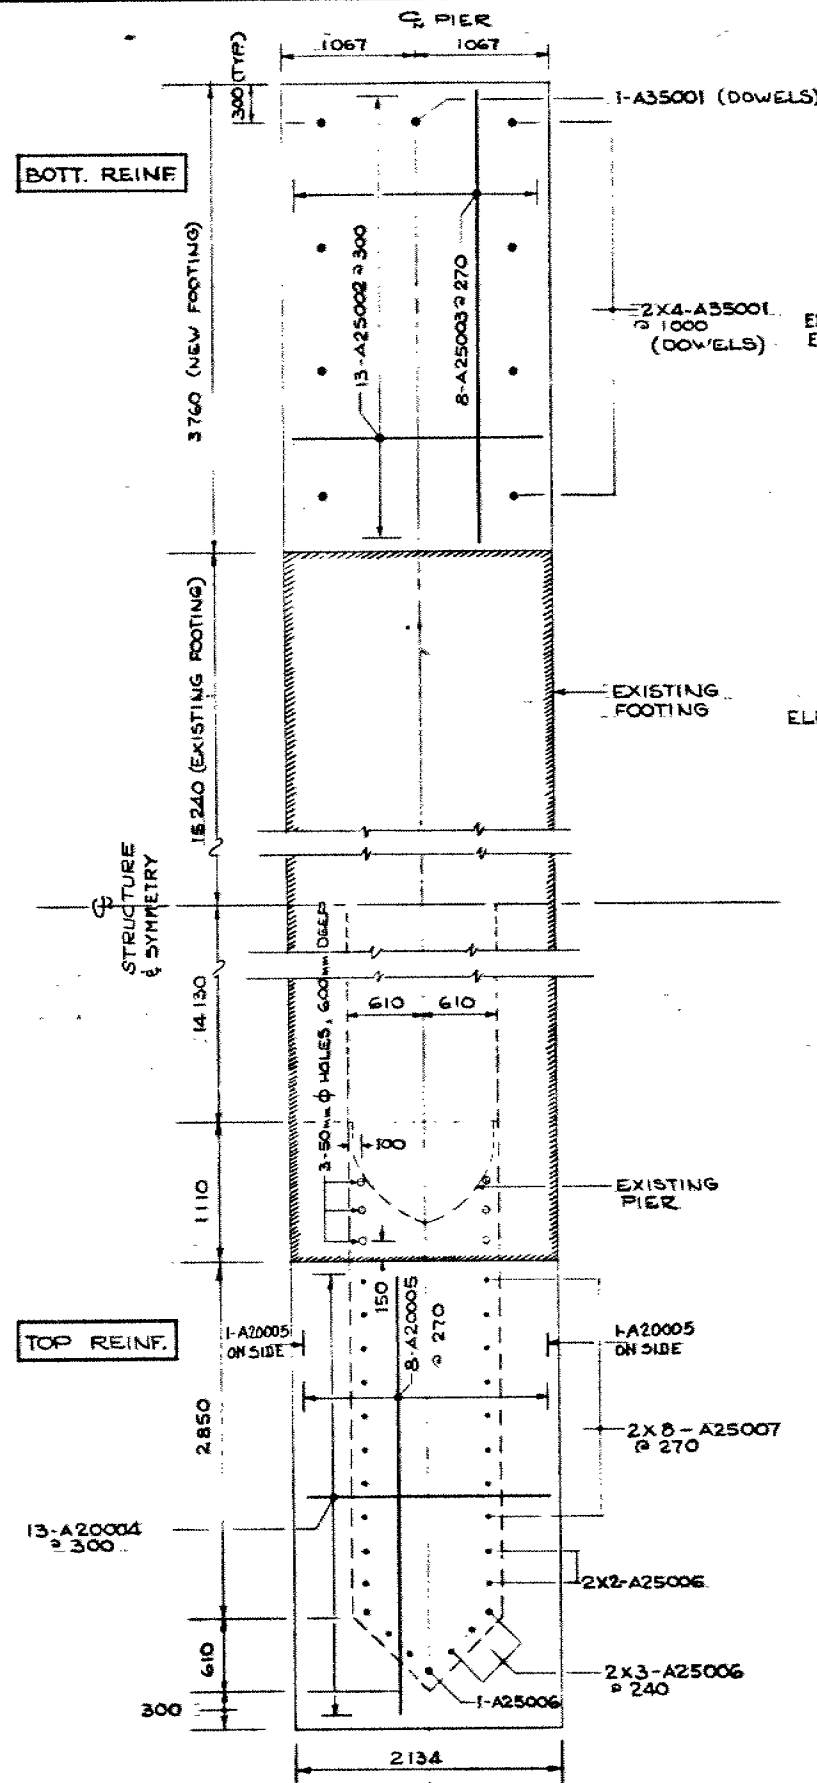 ℄ PIER
1067
1067
300 (TYP.)
1-A35001 (DOWELS)
BOTT. REINF.
3760 (NEW FOOTING)
13-A25002 @ 300
8-A25003 @ 270
2X4-A35001
@ 1000
(DOWELS)
15 240 (EXISTING FOOTING)
EXISTING
FOOTING
℄
STRUCTURE
& SYMMETRY
14 130
3-50mm Φ HOLES, 600mm DEEP
610
610
100
1110
EXISTING
PIER
150
8-A20005
@ 270
TOP REINF.
1-A20005
ON SIDE
1-A20005
ON SIDE
2850
2X8-A25007
@ 270
13-A20004
@ 300
2X2-A25006
610
2X3-A25006
@ 240
1-A25006
300
2134